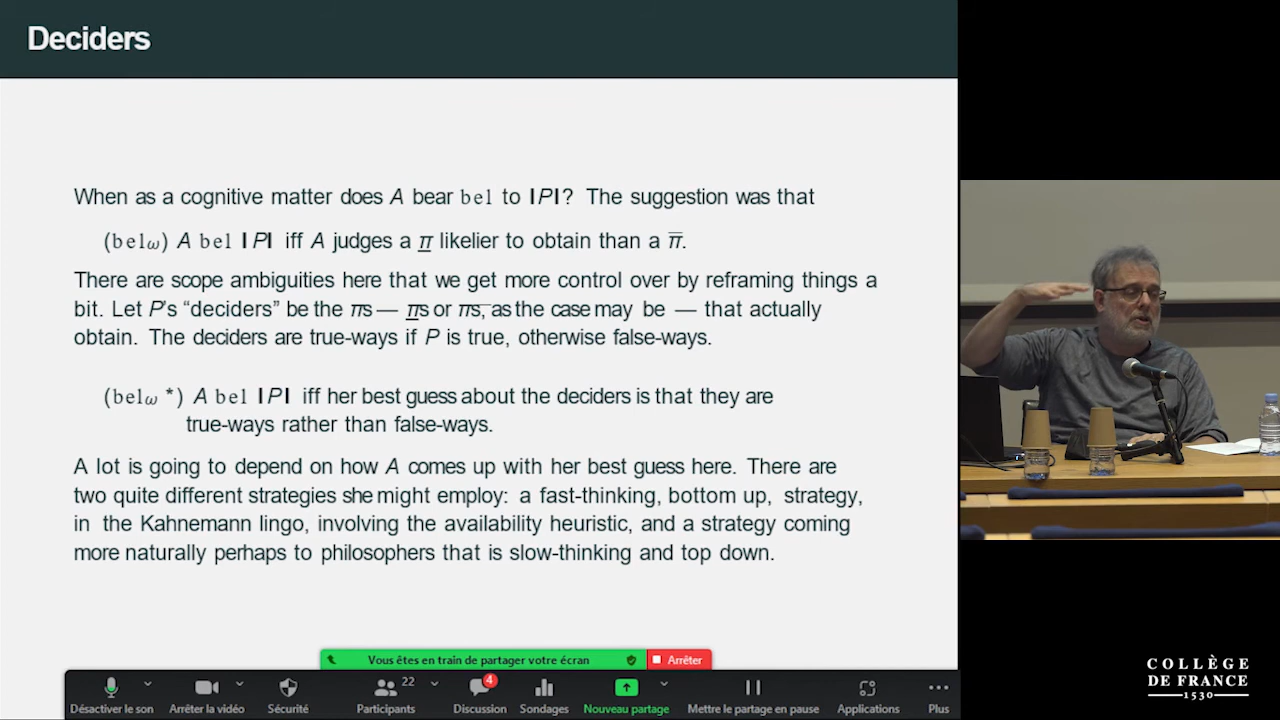 Deciders
When as a cognitive matter does A bear bel to |P|? The suggestion was that
(belω) A bel |P| iff A judges a π̲ likelier to obtain than a π̅.
There are scope ambiguities here that we get more control over by reframing things a
bit. Let P's “deciders” be the πs — π̲s or π̅s, as the case may be — that actually
obtain. The deciders are true-ways if P is true, otherwise false-ways.
(belω *) A bel |P| iff her best guess about the deciders is that they are
true-ways rather than false-ways.
A lot is going to depend on how A comes up with her best guess here. There are
two quite different strategies she might employ: a fast-thinking, bottom up, strategy,
in the Kahnemann lingo, involving the availability heuristic, and a strategy coming
more naturally perhaps to philosophers that is slow-thinking and top down.
Vous êtes en train de partager votre écran
Arrêter
22
4
Désactiver le son
Arrêter la vidéo
Sécurité
Participants
Discussion
Sondages
Nouveau partage
Mettre le partage en pause
Applications
Plus
COLLÈGE
DE FRANCE
1530